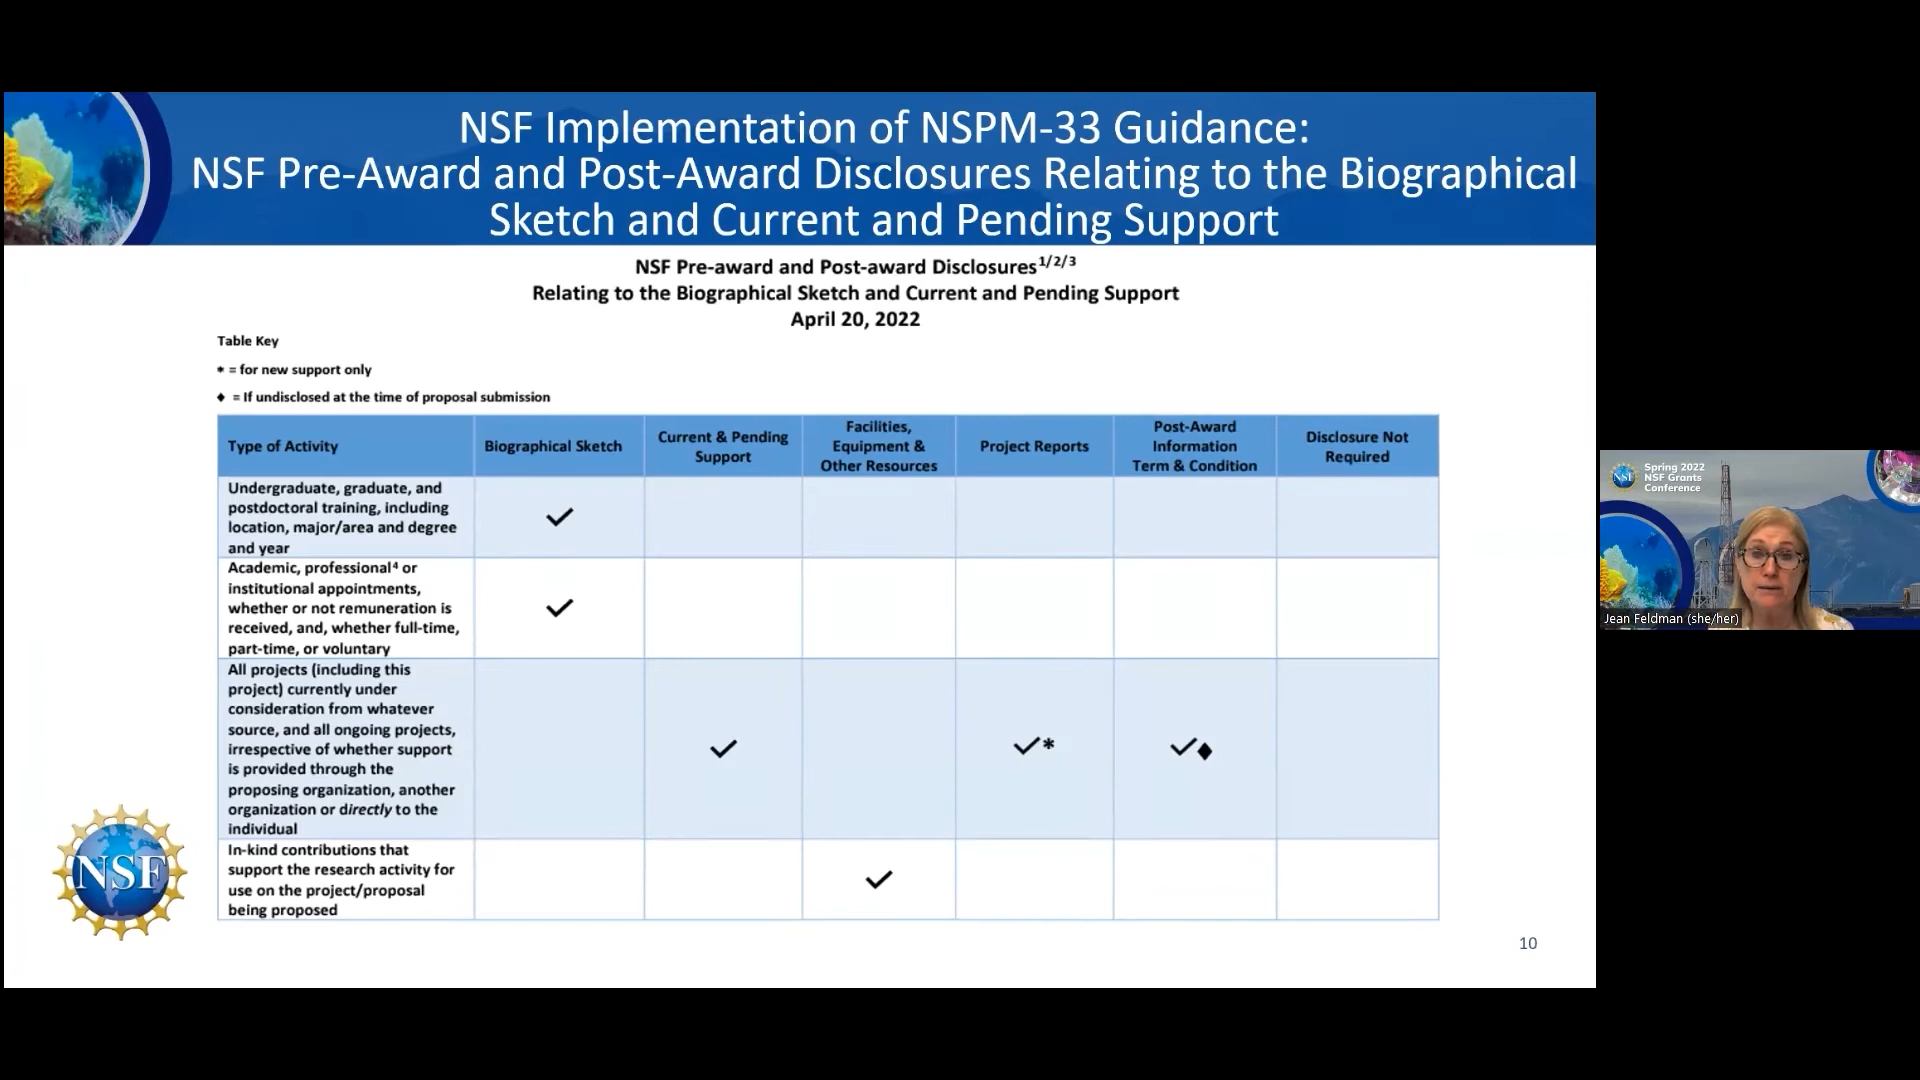 NSF Implementation of NSPM-33 Guidance:
NSF Pre-Award and Post-Award Disclosures Relating to the Biographical
Sketch and Current and Pending Support
NSF Pre-award and Post-award Disclosures1/2/3
Relating to the Biographical Sketch and Current and Pending Support
April 20, 2022
Table Key
* = for new support only
♦ = If undisclosed at the time of proposal submission
Type of Activity
Biographical Sketch
Current & Pending
Support
Facilities,
Equipment &
Other Resources
Project Reports
Post-Award
Information
Term & Condition
Disclosure Not
Required
Undergraduate, graduate, and
postdoctoral training, including
location, major/area and degree
and year
✓
Academic, professional4 or
institutional appointments,
whether or not remuneration is
received, and, whether full-time,
part-time, or voluntary
✓
All projects (including this
project) currently under
consideration from whatever
source, and all ongoing projects,
irrespective of whether support
is provided through the
proposing organization, another
organization or directly to the
individual
✓
✓*
✓♦
In-kind contributions that
support the research activity for
use on the project/proposal
being proposed
✓
NSF
10
NSF
Spring 2022
NSF Grants
Conference
Jean Feldman (she/her)